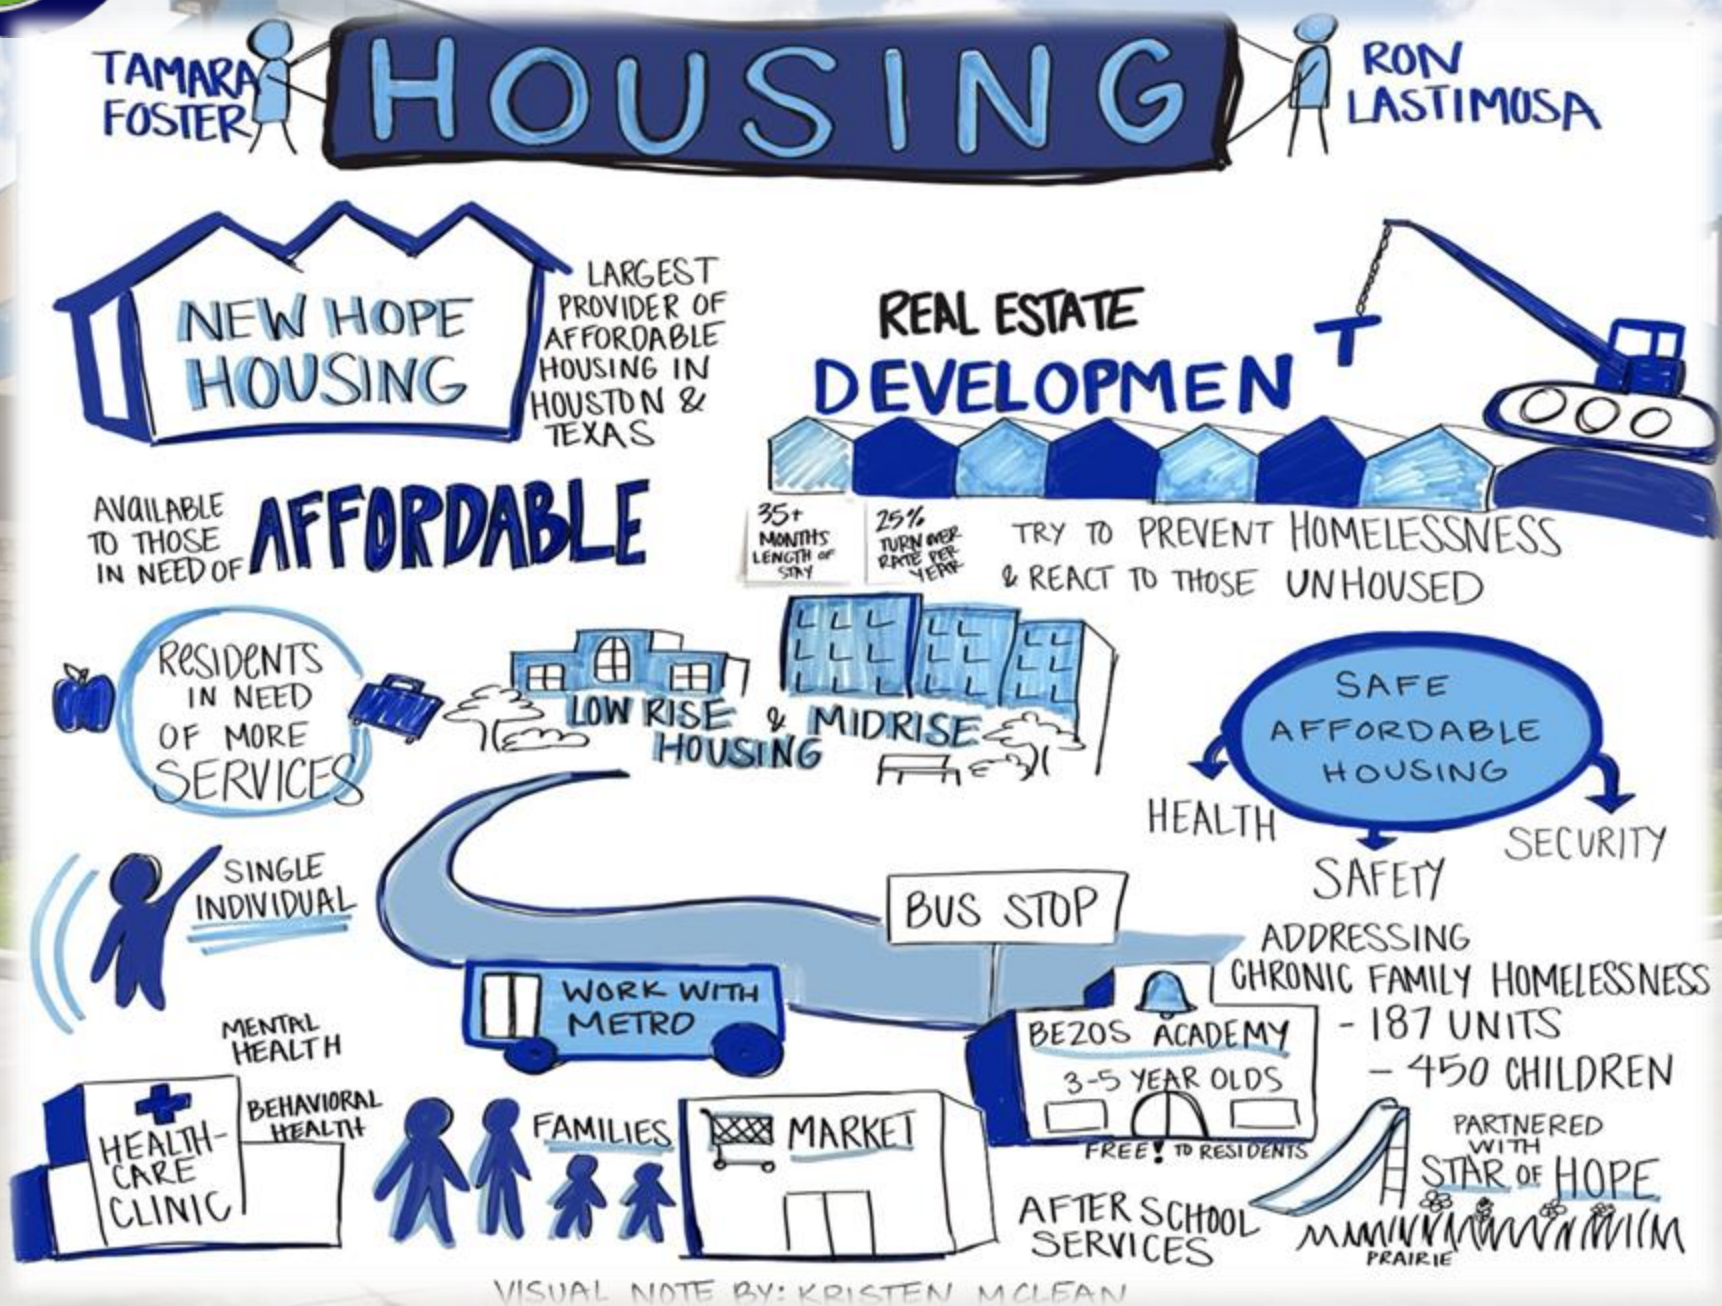 TAMARA
FOSTER
HOUSING
RON
LASTIMOSA
NEW HOPE
HOUSING
LARGEST
PROVIDER OF
AFFORDABLE
HOUSING IN
HOUSTON &
TEXAS
REAL ESTATE
DEVELOPMEN T
AVAILABLE
TO THOSE
IN NEED OF
AFFORDABLE
35+
MONTHS
LENGTH OF
STAY
25%
TURNOVER
RATE PER
YEAR
TRY TO PREVENT HOMELESSNESS
& REACT TO THOSE UNHOUSED
RESIDENTS
IN NEED
OF MORE
SERVICES
LOW RISE & MIDRISE
HOUSING
SAFE
AFFORDABLE
HOUSING
HEALTH
SAFETY
SECURITY
SINGLE
INDIVIDUAL
BUS STOP
WORK WITH
METRO
ADDRESSING
CHRONIC FAMILY HOMELESSNESS
- 187 UNITS
- 450 CHILDREN
MENTAL
HEALTH
BEHAVIORAL
HEALTH
HEALTH-
CARE
CLINIC
FAMILIES
MARKET
BEZOS ACADEMY
3-5 YEAR OLDS
FREE! TO RESIDENTS
AFTER SCHOOL
SERVICES
PARTNERED
WITH
STAR OF HOPE
PRAIRIE
VISUAL NOTE BY: KRISTEN MCLEAN